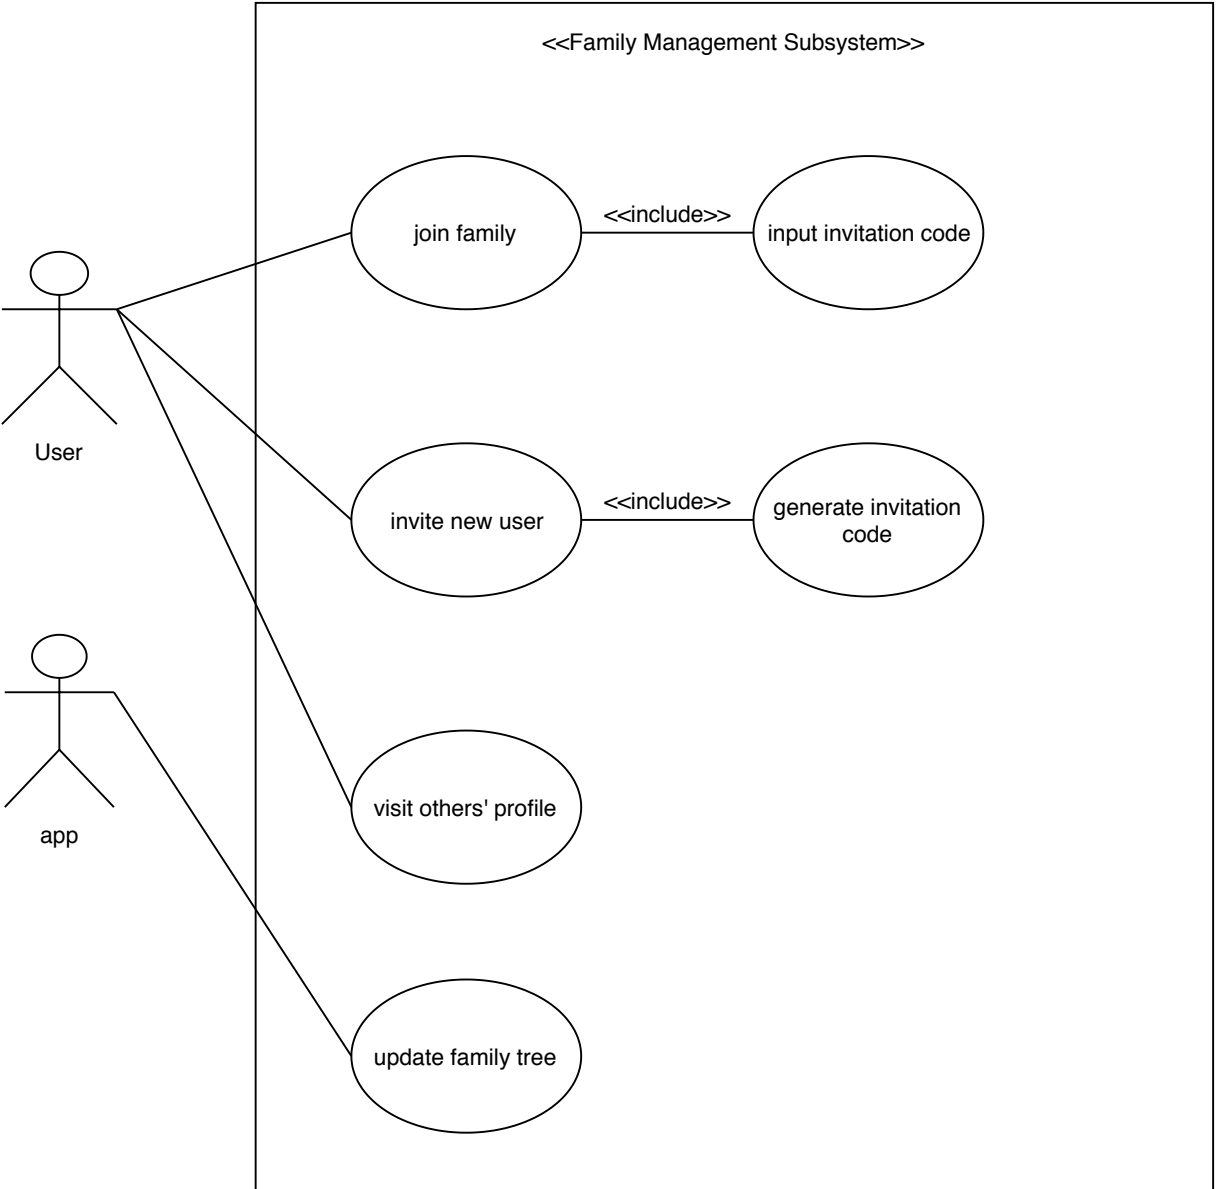 <<Family Management Subsystem>>
join family
<<include>>
input invitation code
User
invite new user
<<include>>
generate invitation
code
app
visit others' profile
update family tree